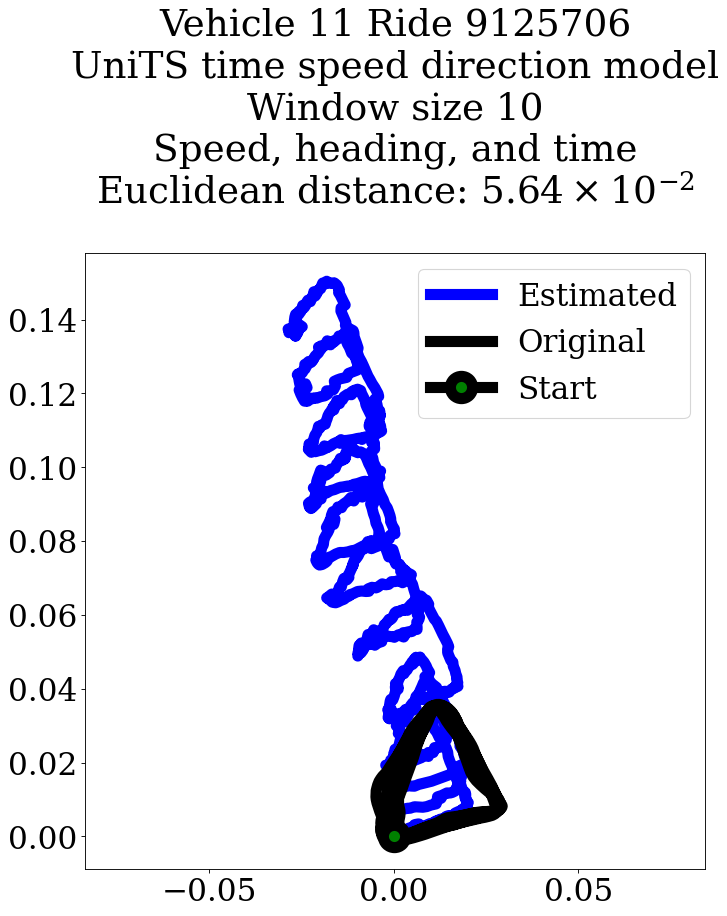 Vehicle 11 Ride 9125706
UniTS time speed direction model
Window size 10
Speed, heading, and time
Euclidean distance: 5.64 × 10⁻²
Estimated
Original
Start
0.14
0.12
0.10
0.08
0.06
0.04
0.02
0.00
−0.05 0.00 0.05